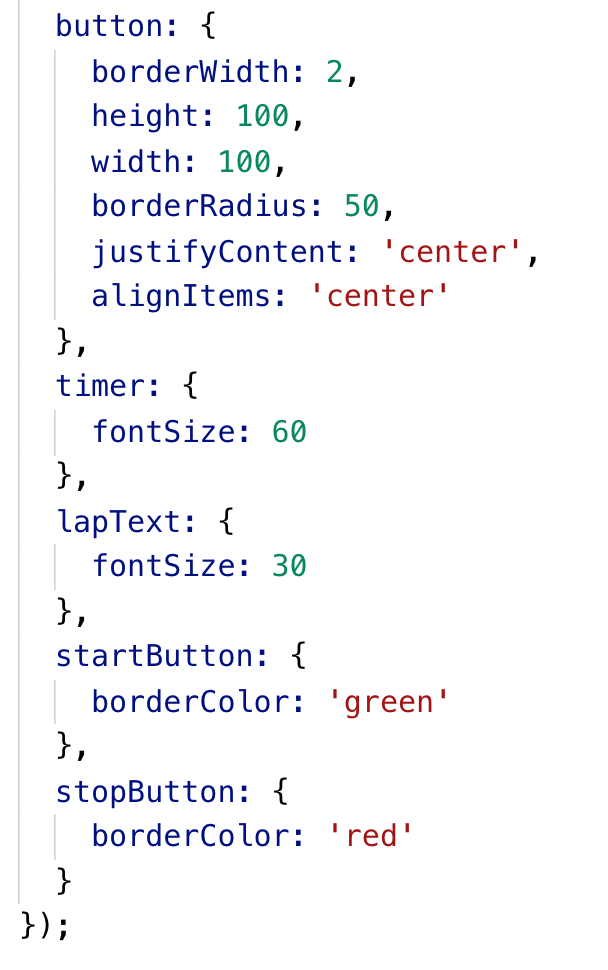 button: {
borderWidth: 2,
height: 100,
width: 100,
borderRadius: 50,
justifyContent: 'center',
alignItems: 'center'
},
timer: {
fontSize: 60
},
lapText: {
fontSize: 30
},
startButton: {
borderColor: 'green'
},
stopButton: {
borderColor: 'red'
}
});